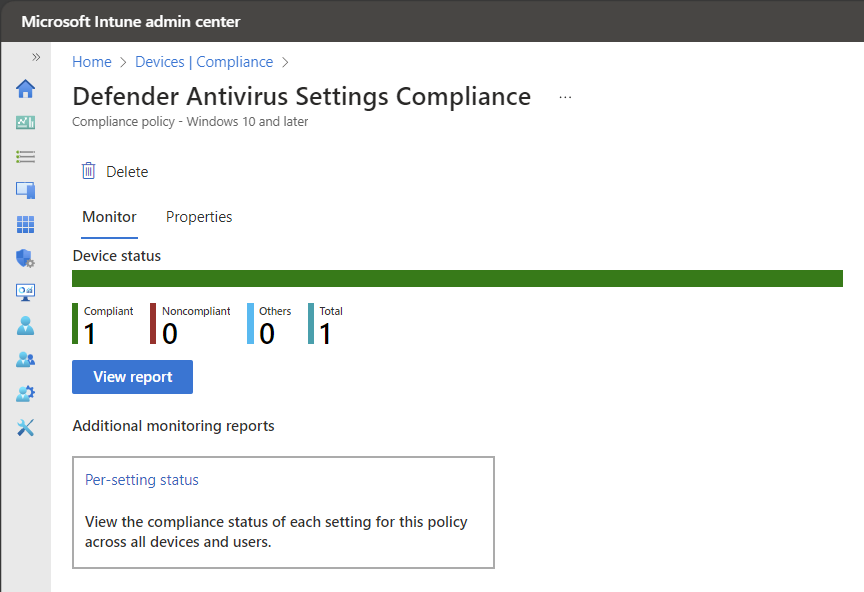 Microsoft Intune admin center
»
Home > Devices | Compliance >
Defender Antivirus Settings Compliance ...
Compliance policy - Windows 10 and later
Delete
Monitor Properties
Device status
Compliant Noncompliant Others Total
1 0 0 1
View report
Additional monitoring reports
Per-setting status
View the compliance status of each setting for this policy
across all devices and users.